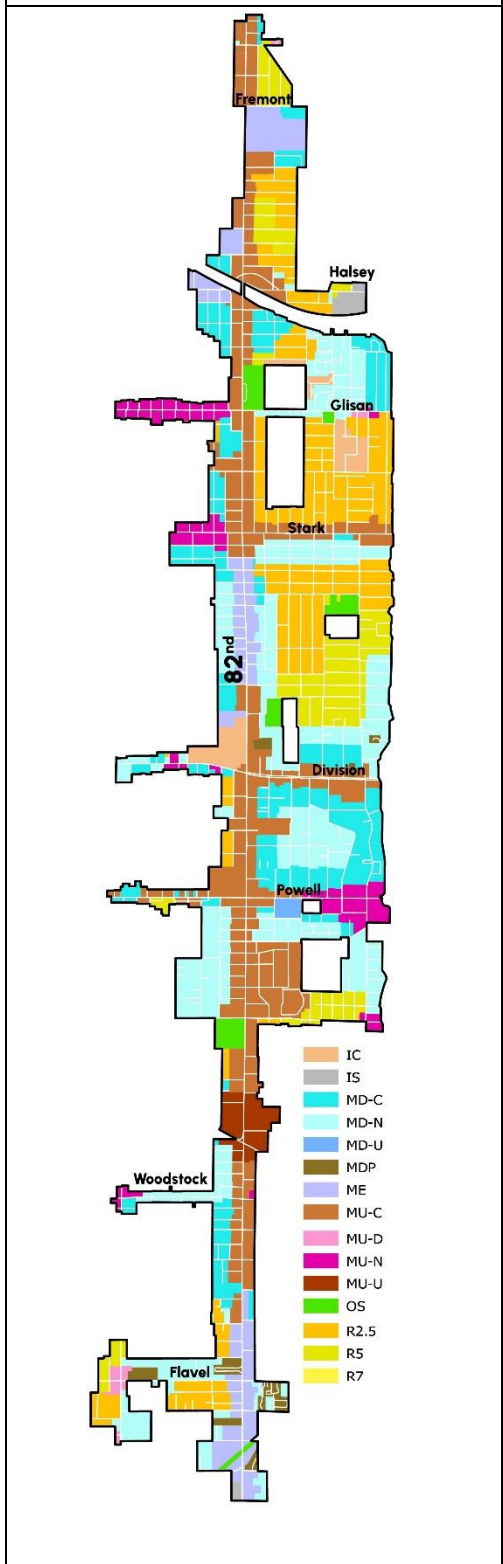 Fremont
Halsey
Glisan
Stark
82nd
Division
Powell
Woodstock
Flavel
IC
IS
MD-C
MD-N
MD-U
MDP
ME
MU-C
MU-D
MU-N
MU-U
OS
R2.5
R5
R7